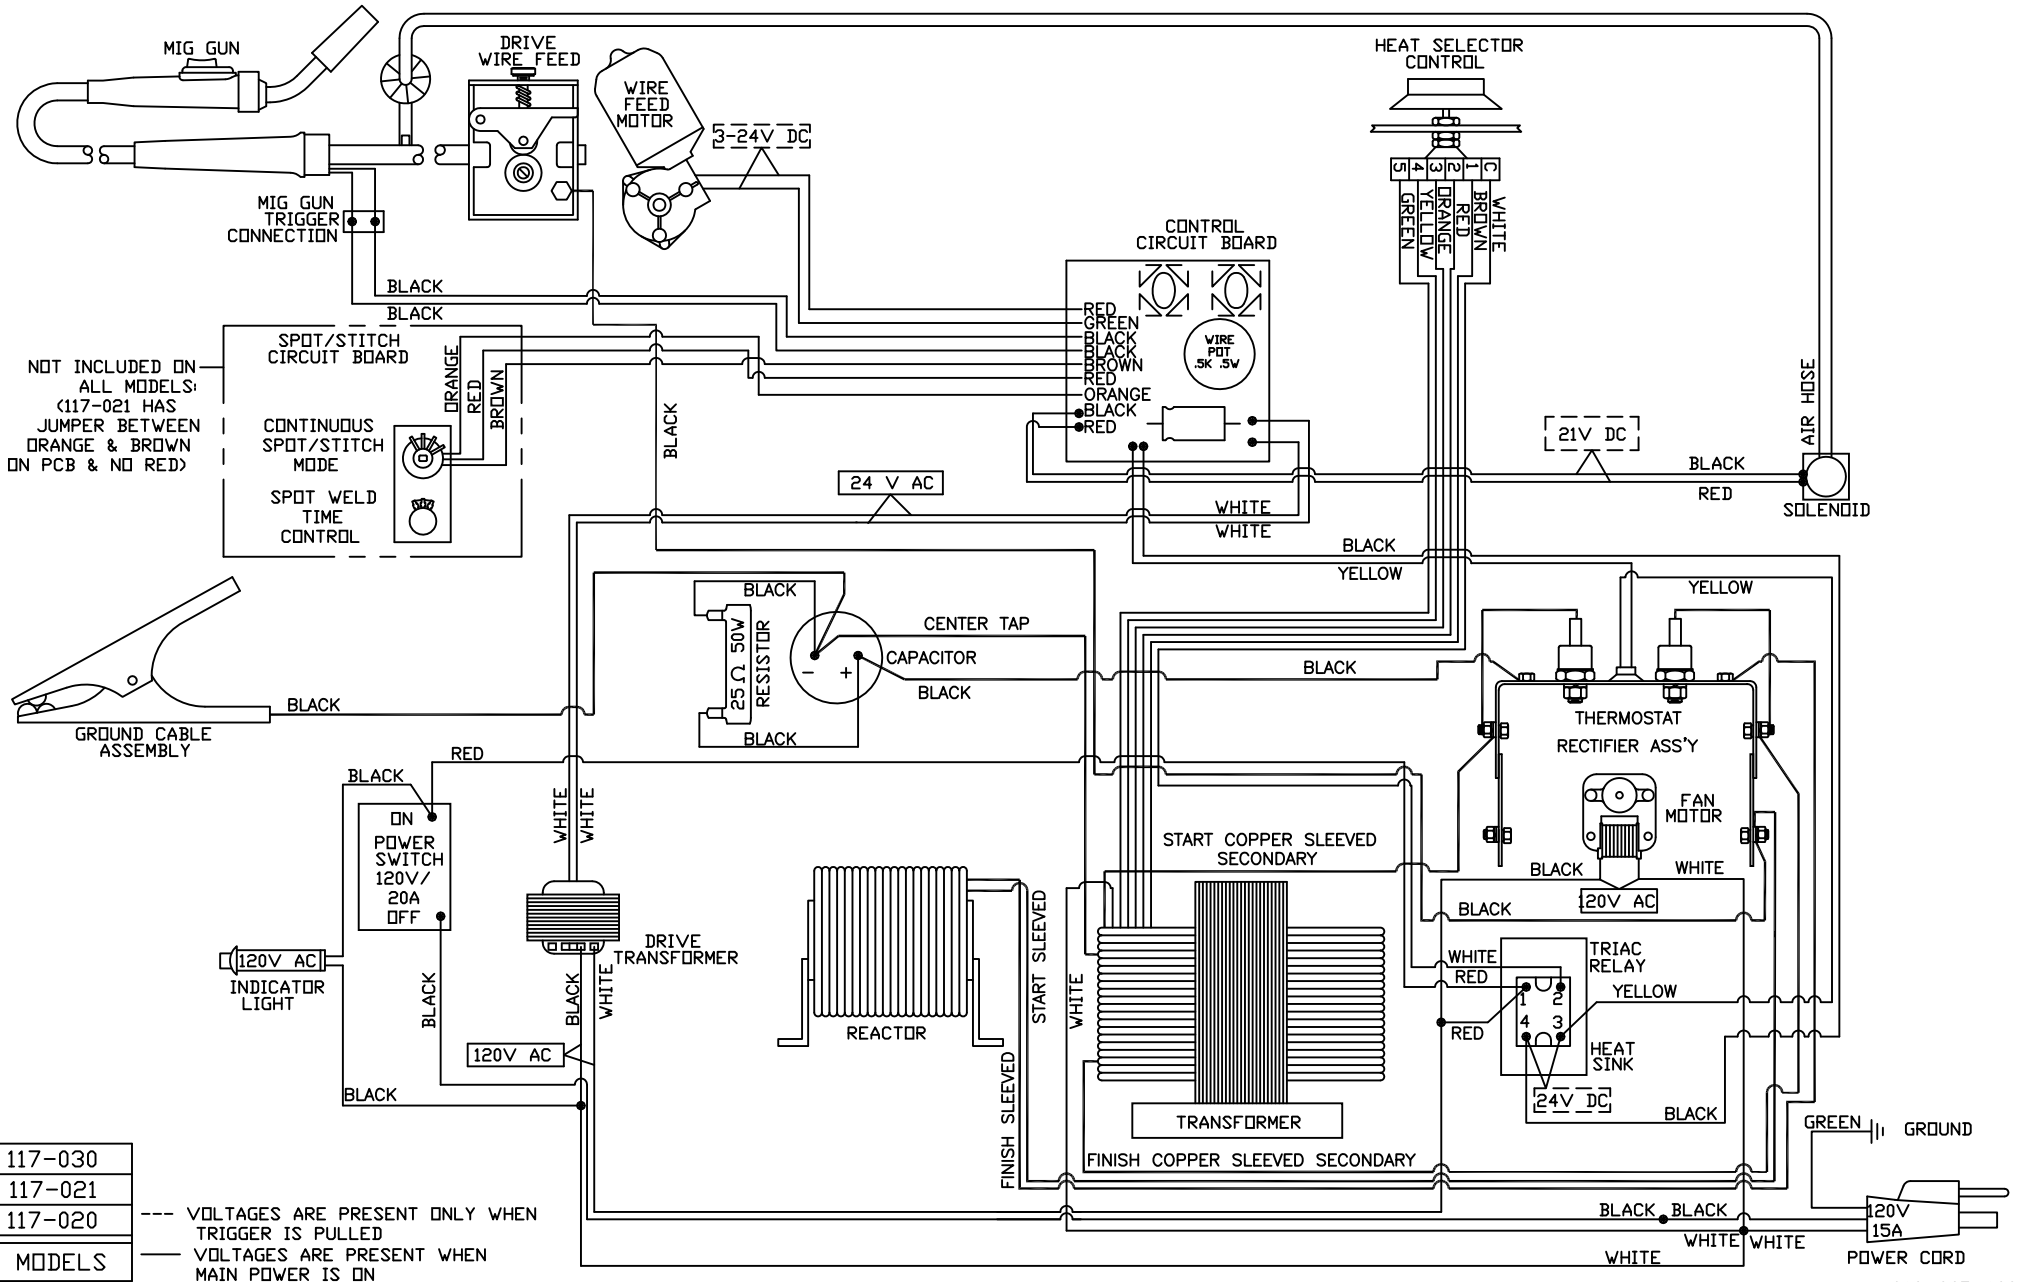 MIG GUN
DRIVE
WIRE FEED
WIRE
FEED
MOTOR
3-24V DC
HEAT SELECTOR
CONTROL
5 4 3 2 1 C
GREEN
YELLOW
ORANGE
RED
BROWN
WHITE
MIG GUN
TRIGGER
CONNECTION
CONTROL
CIRCUIT BOARD
BLACK
BLACK
RED
GREEN
BLACK
BLACK
BROWN
RED
ORANGE
BLACK
RED
WIRE
POT
.5K .5W
SPOT/STITCH
CIRCUIT BOARD
ORANGE
RED
BROWN
NOT INCLUDED ON
ALL MODELS:
(117-021 HAS
JUMPER BETWEEN
ORANGE & BROWN
ON PCB & NO RED)
CONTINUOUS
SPOT/STITCH
MODE
SPOT WELD
TIME
CONTROL
BLACK
AIR HOSE
21V DC
BLACK
RED
SOLENOID
24 V AC
WHITE
WHITE
BLACK
YELLOW
YELLOW
BLACK
25 Ω 50W
RESISTOR
CENTER TAP
CAPACITOR
- +
BLACK
BLACK
BLACK
BLACK
GROUND CABLE
ASSEMBLY
THERMOSTAT
RECTIFIER ASS'Y
RED
BLACK
ON
POWER
SWITCH
120V/
20A
OFF
WHITE
WHITE
FAN
MOTOR
START COPPER SLEEVED
SECONDARY
BLACK
WHITE
120V AC
BLACK
120V AC
INDICATOR
LIGHT
BLACK
DRIVE
TRANSFORMER
BLACK
WHITE
START SLEEVED
WHITE
WHITE
RED
TRIAC
RELAY
1 2
4 3
YELLOW
RED
HEAT
SINK
REACTOR
120V AC
24V DC
BLACK
BLACK
FINISH SLEEVED
TRANSFORMER
GREEN
GROUND
FINISH COPPER SLEEVED SECONDARY
117-030
117-021
117-020
MODELS
--- VOLTAGES ARE PRESENT ONLY WHEN
TRIGGER IS PULLED
— VOLTAGES ARE PRESENT WHEN
MAIN POWER IS ON
BLACK
BLACK
120V
15A
WHITE
WHITE
WHITE
POWER CORD